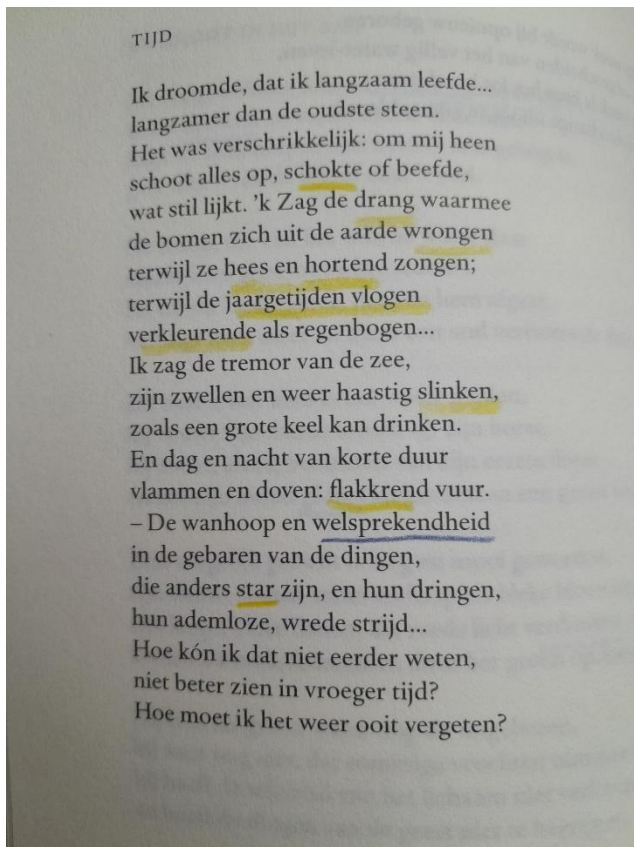 TIJD
Ik droomde, dat ik langzaam leefde...
langzamer dan de oudste steen.
Het was verschrikkelijk: om mij heen
schoot alles op, schokte of beefde,
wat stil lijkt. ’k Zag de drang waarmee
de bomen zich uit de aarde wrongen
terwijl ze hees en hortend zongen;
terwijl de jaargetijden vlogen
verkleurende als regenbogen...
Ik zag de tremor van de zee,
zijn zwellen en weer haastig slinken,
zoals een grote keel kan drinken.
En dag en nacht van korte duur
vlammen en doven: flakkrend vuur.
– De wanhoop en welsprekendheid
in de gebaren van de dingen,
die anders star zijn, en hun dringen,
hun ademloze, wrede strijd...
Hoe kón ik dat niet eerder weten,
niet beter zien in vroeger tijd?
Hoe moet ik het weer ooit vergeten?